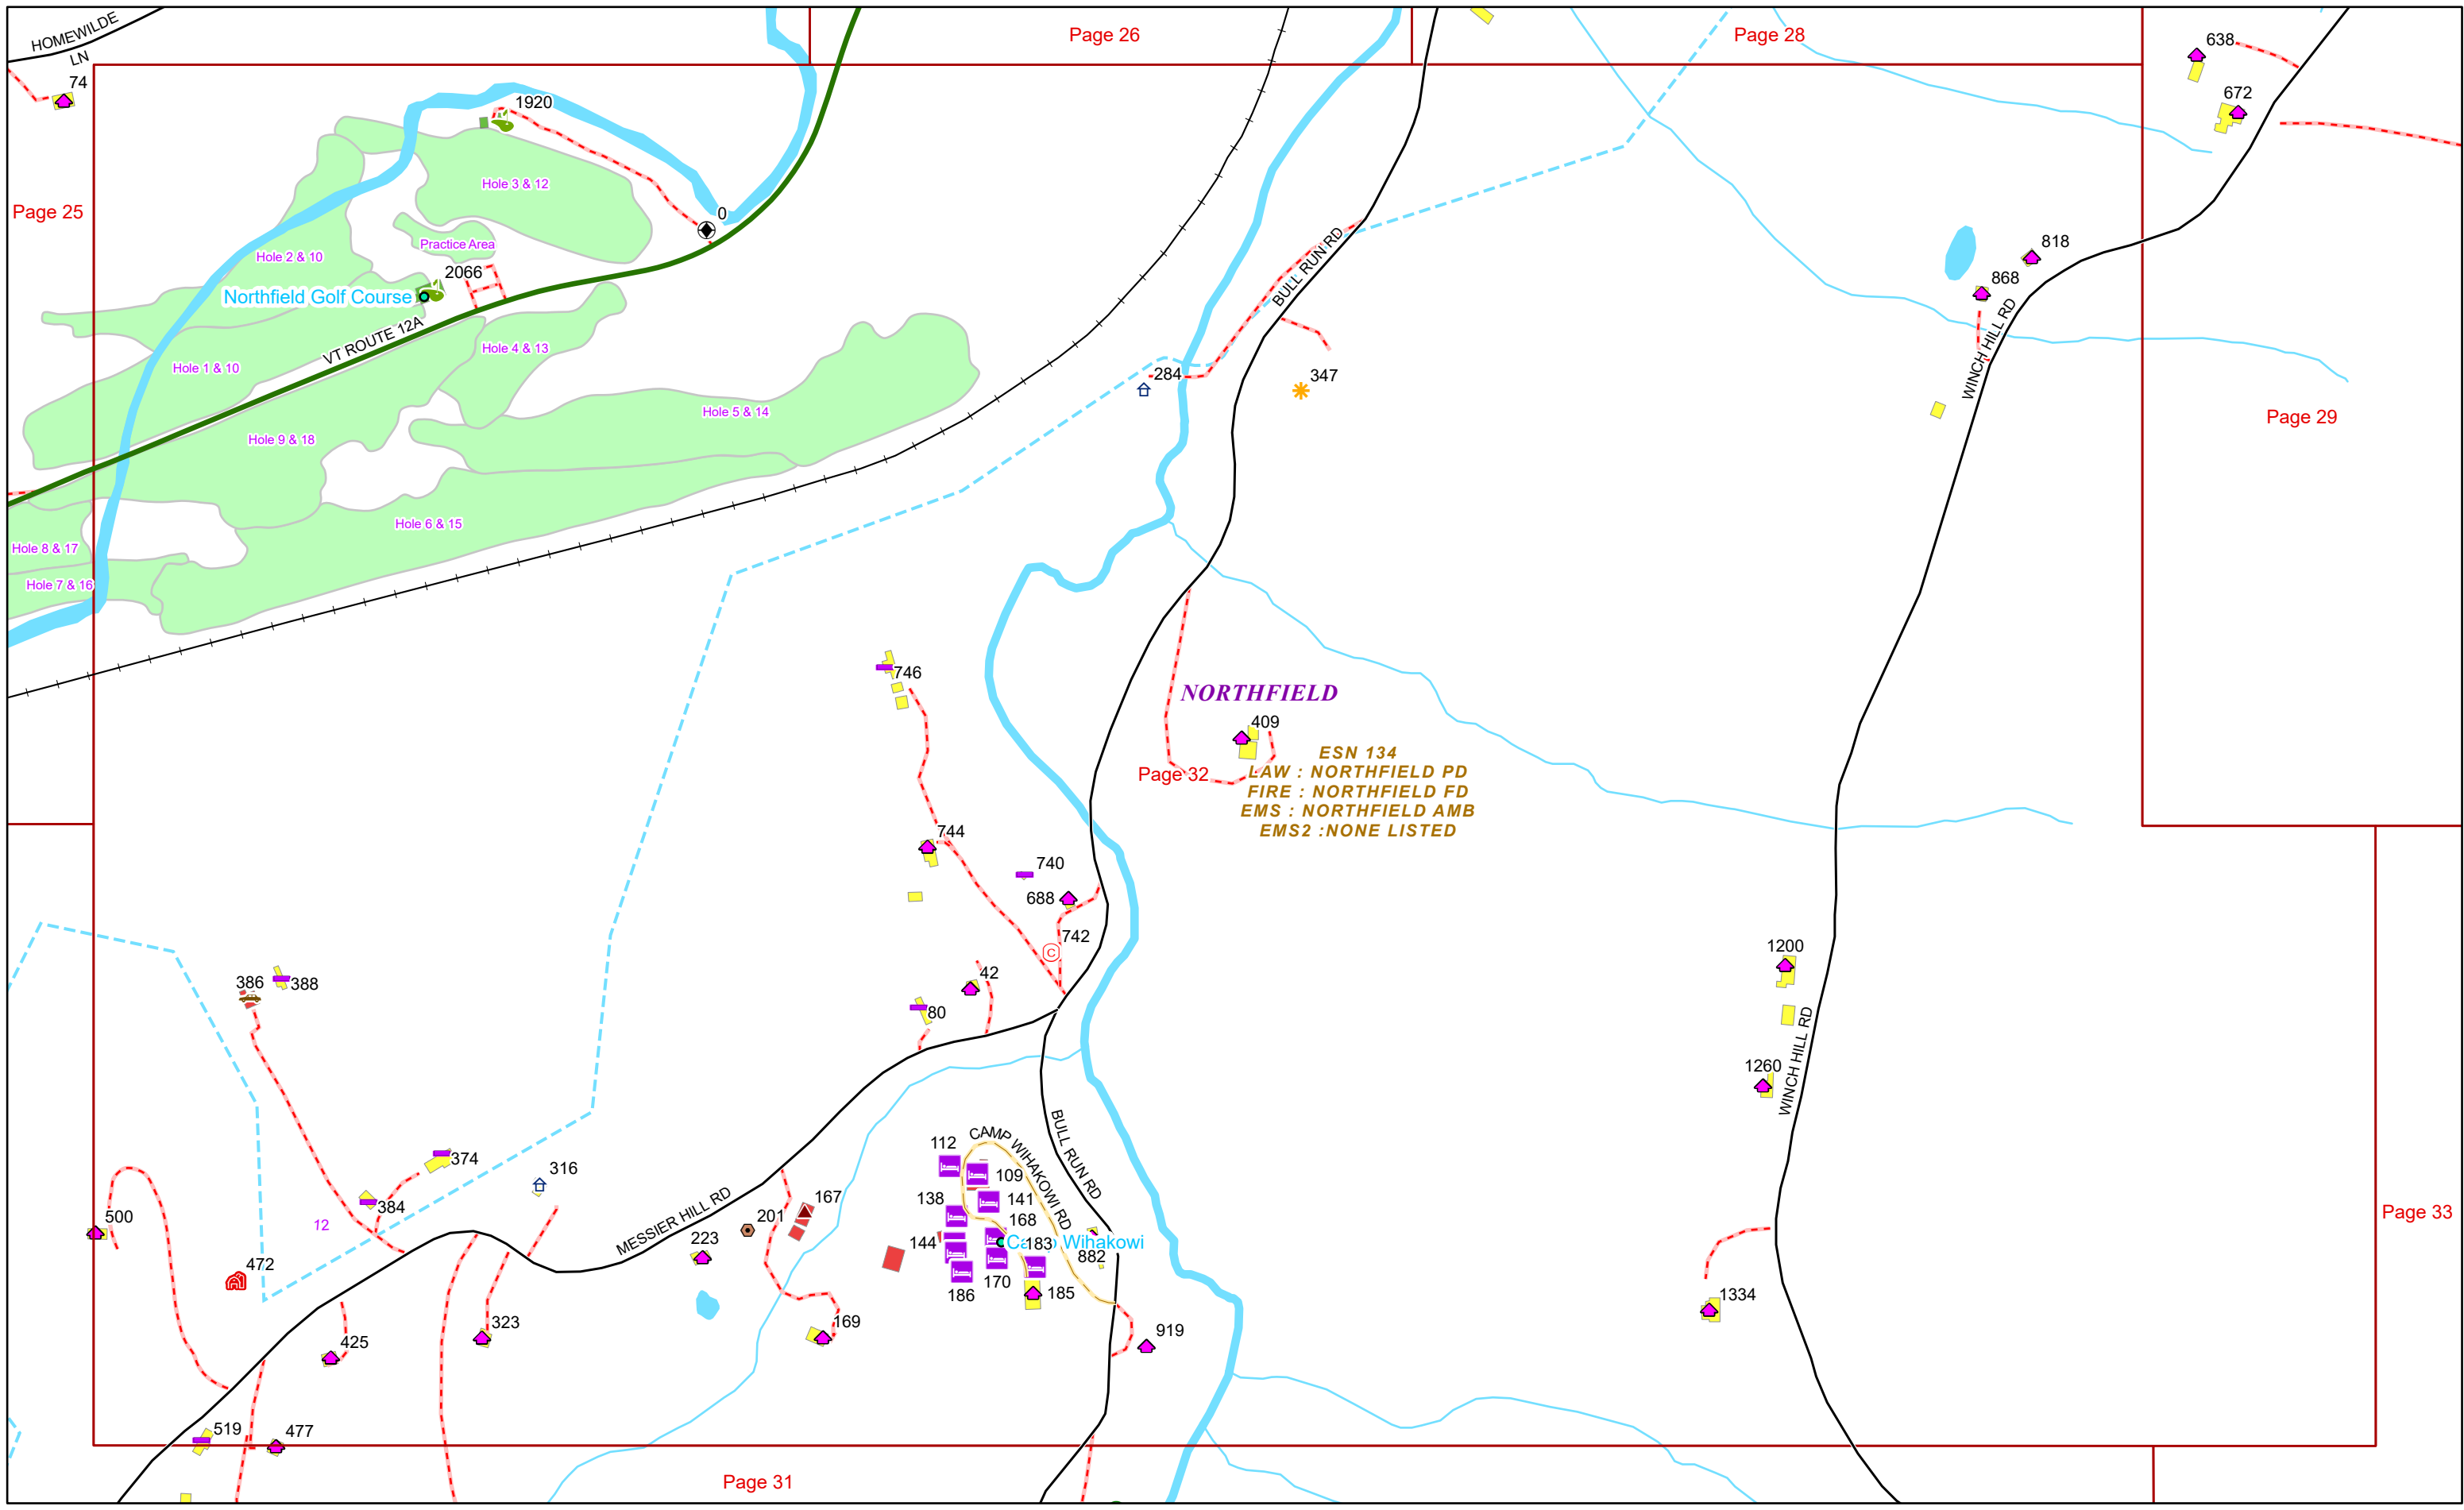 HOMEWILDE
LN
74
Page 26
Page 28
638
672
1920
Hole 3 & 12
Page 25
0
Practice Area
Hole 2 & 10
2066
Northfield Golf Course
VT ROUTE 12A
Hole 4 & 13
Hole 1 & 10
Hole 5 & 14
Hole 9 & 18
Hole 6 & 15
Hole 8 & 17
Hole 7 & 16
BULL RUN RD
284
347
818
868
WINCH HILL RD
Page 29
746
NORTHFIELD
409
Page 32
ESN 134
LAW : NORTHFIELD PD
FIRE : NORTHFIELD FD
EMS : NORTHFIELD AMB
EMS2 :NONE LISTED
744
740
688
742
C
42
80
386
388
1200
1260
WINCH HILL RD
BULL RUN RD
CAMP WIHAKOWI RD
112
109
138
141
168
144
183
Wihakowi
882
170
186
185
374
384
316
12
500
472
MESSIER HILL RD
167
201
223
169
919
323
425
519
477
1334
Page 33
Page 31